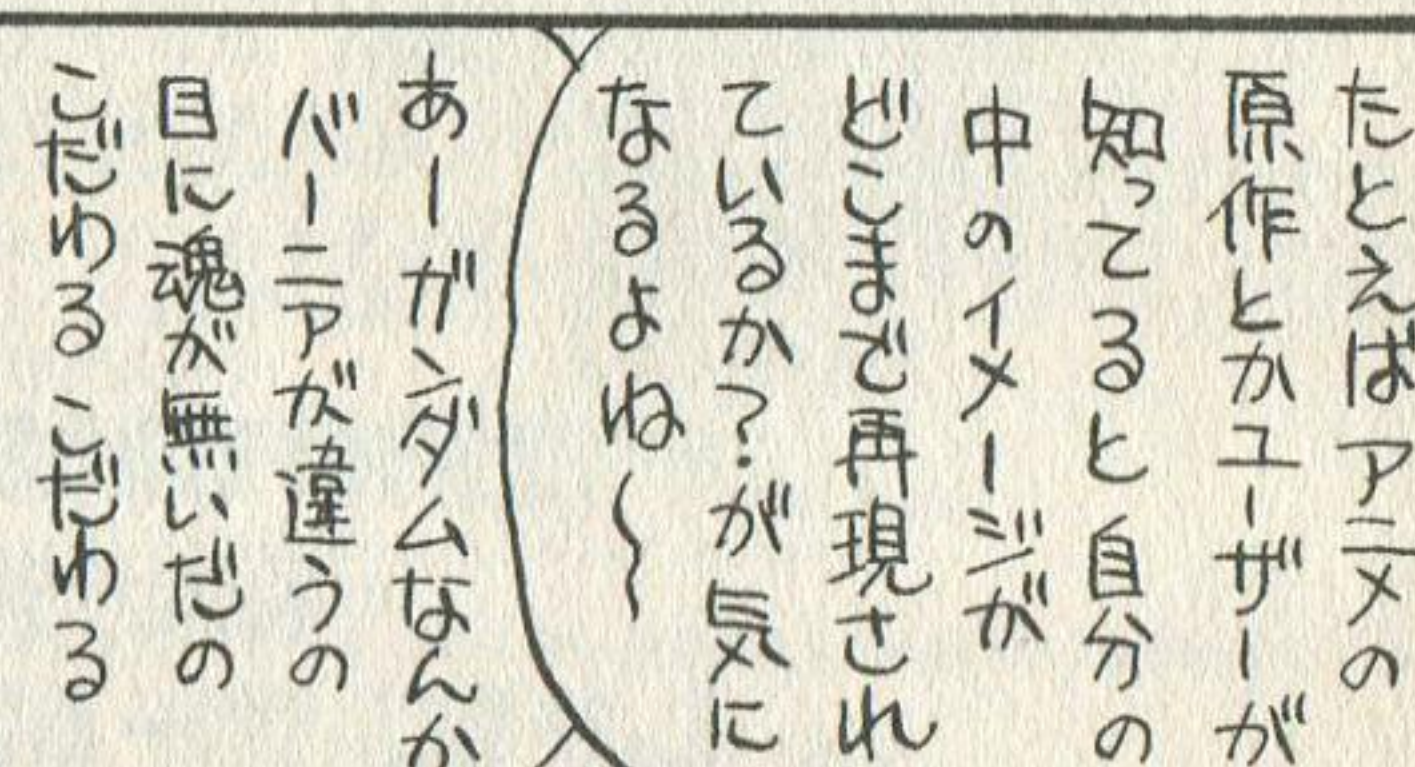 たとえばアニメの
原作とかユーザーが
知ってると自分の
中のイメージが
どこまで再現され
ているか？が気に
なるよね〜
あーガンダムなんか
バーニアが違うの
目に魂が無いだの
こだわるこだわる